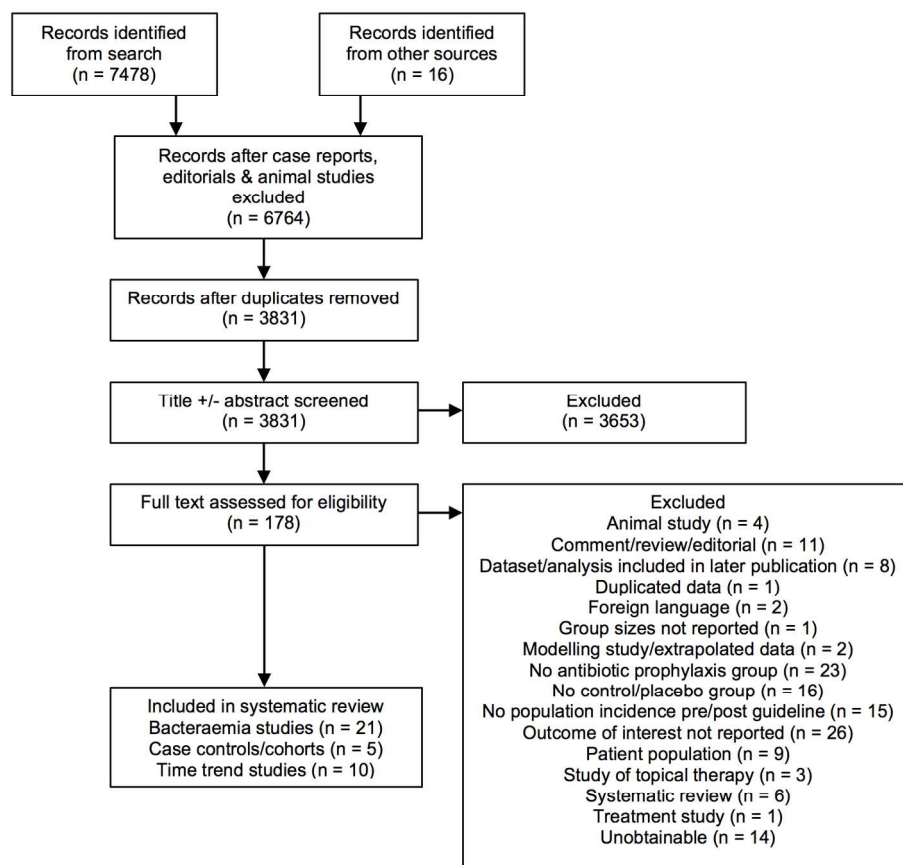 Records identified
from search
(n = 7478)
Records identified
from other sources
(n = 16)
Records after case reports,
editorials & animal studies
excluded
(n = 6764)
Records after duplicates removed
(n = 3831)
Title +/- abstract screened
(n = 3831)
Excluded
(n = 3653)
Full text assessed for eligibility
(n = 178)
Excluded
Animal study (n = 4)
Comment/review/editorial (n = 11)
Dataset/analysis included in later publication (n = 8)
Duplicated data (n = 1)
Foreign language (n = 2)
Group sizes not reported (n = 1)
Modelling study/extrapolated data (n = 2)
No antibiotic prophylaxis group (n = 23)
No control/placebo group (n = 16)
No population incidence pre/post guideline (n = 15)
Outcome of interest not reported (n = 26)
Patient population (n = 9)
Study of topical therapy (n = 3)
Systematic review (n = 6)
Treatment study (n = 1)
Unobtainable (n = 14)
Included in systematic review
Bacteraemia studies (n = 21)
Case controls/cohorts (n = 5)
Time trend studies (n = 10)